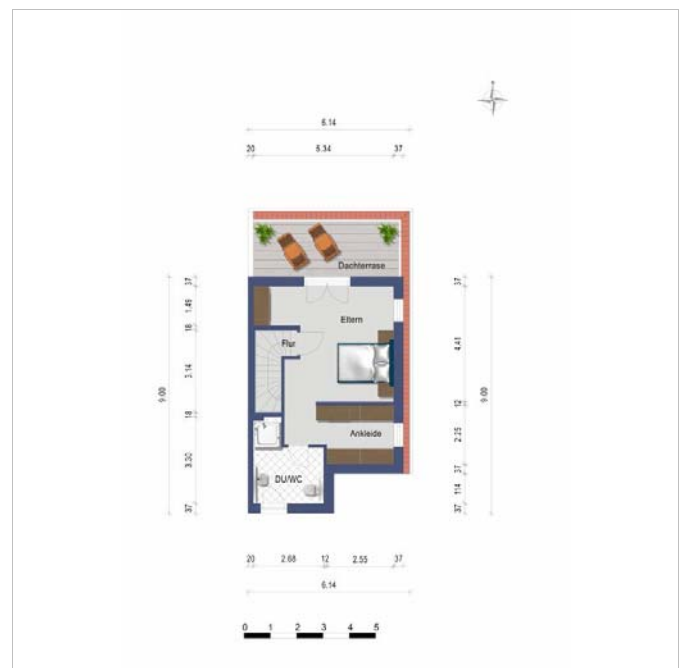 6.14
20 5.34 37
Dachterrase
37 1.49 18 3.14 18 3.30 37
9.00
Eltern
Flur
Ankleide
DU/WC
37 4.41 12 2.25 37 114 37
9.00
20 2.68 12 2.55 37
6.14
0 1 2 3 4 5